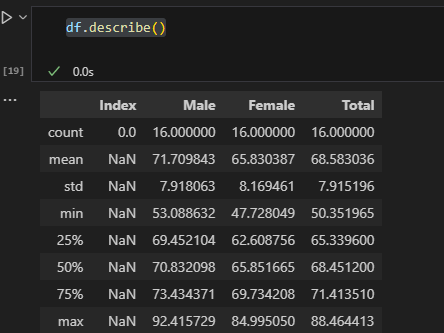 df.describe()
[19] 0.0s
...
Index Male Female Total
count 0.0 16.000000 16.000000 16.000000
mean NaN 71.709843 65.830387 68.583036
std NaN 7.918063 8.169461 7.915196
min NaN 53.088632 47.728049 50.351965
25% NaN 69.452104 62.608756 65.339600
50% NaN 70.832098 65.851665 68.451200
75% NaN 73.434371 69.734208 71.413510
max NaN 92.415729 84.995050 88.464413